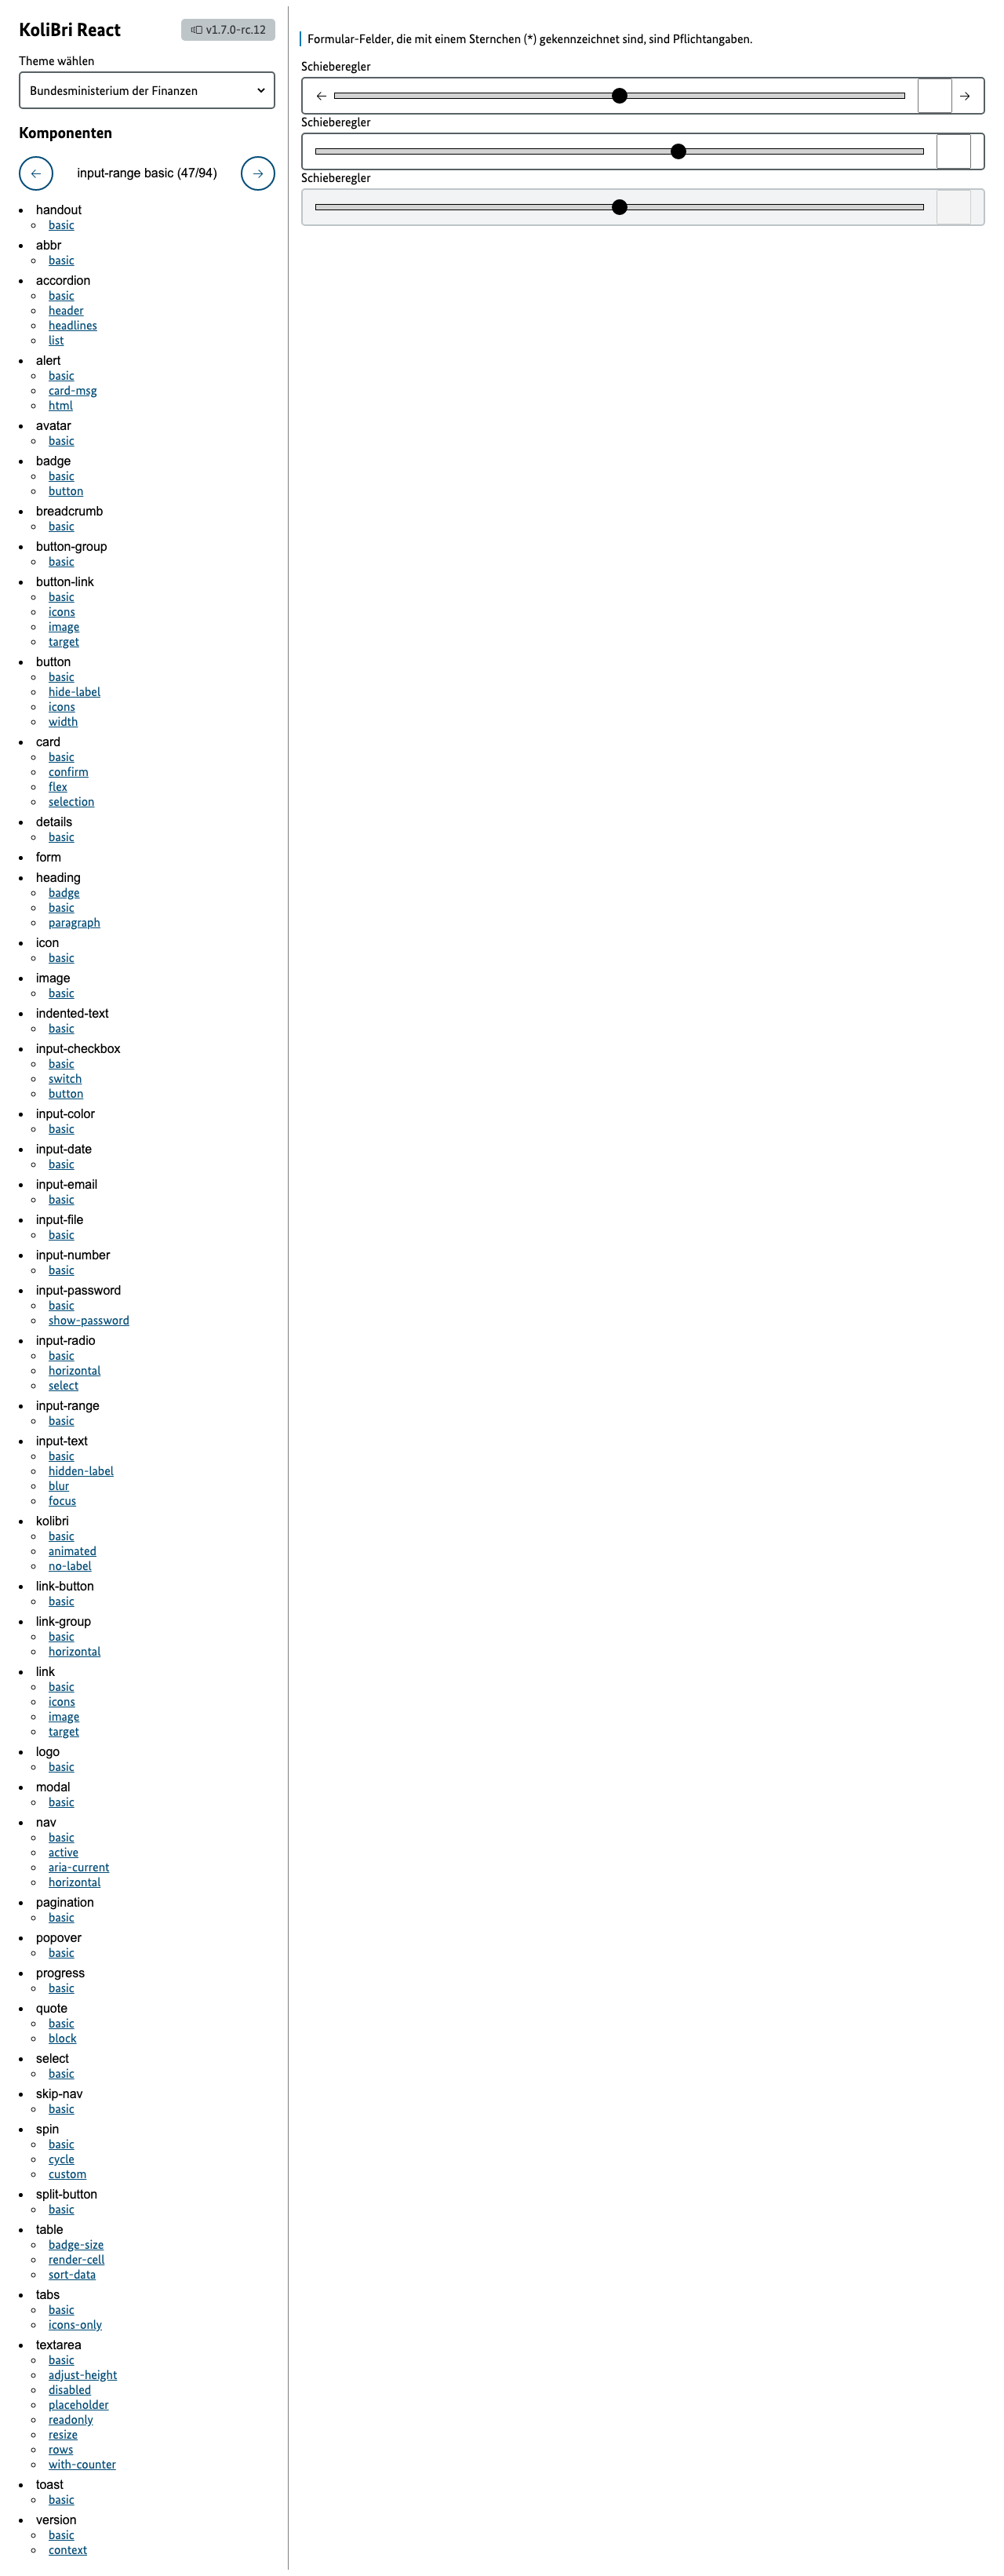 KoliBri React
v1.7.0-rc.12
Theme wählen
Bundesministerium der Finanzen
Komponenten
input-range basic (47/94)
handout
basic
abbr
basic
accordion
basic
header
headlines
list
alert
basic
card-msg
html
avatar
basic
badge
basic
button
breadcrumb
basic
button-group
basic
button-link
basic
icons
image
target
button
basic
hide-label
icons
width
card
basic
confirm
flex
selection
details
basic
form
heading
badge
basic
paragraph
icon
basic
image
basic
indented-text
basic
input-checkbox
basic
switch
button
input-color
basic
input-date
basic
input-email
basic
input-file
basic
input-number
basic
input-password
basic
show-password
input-radio
basic
horizontal
select
input-range
basic
input-text
basic
hidden-label
blur
focus
kolibri
basic
animated
no-label
link-button
basic
link-group
basic
horizontal
link
basic
icons
image
target
logo
basic
modal
basic
nav
basic
active
aria-current
horizontal
pagination
basic
popover
basic
progress
basic
quote
basic
block
select
basic
skip-nav
basic
spin
basic
cycle
custom
split-button
basic
table
badge-size
render-cell
sort-data
tabs
basic
icons-only
textarea
basic
adjust-height
disabled
placeholder
readonly
resize
rows
with-counter
toast
basic
version
basic
context
Formular-Felder, die mit einem Sternchen (*) gekennzeichnet sind, sind Pflichtangaben.
Schieberegler
Schieberegler
Schieberegler